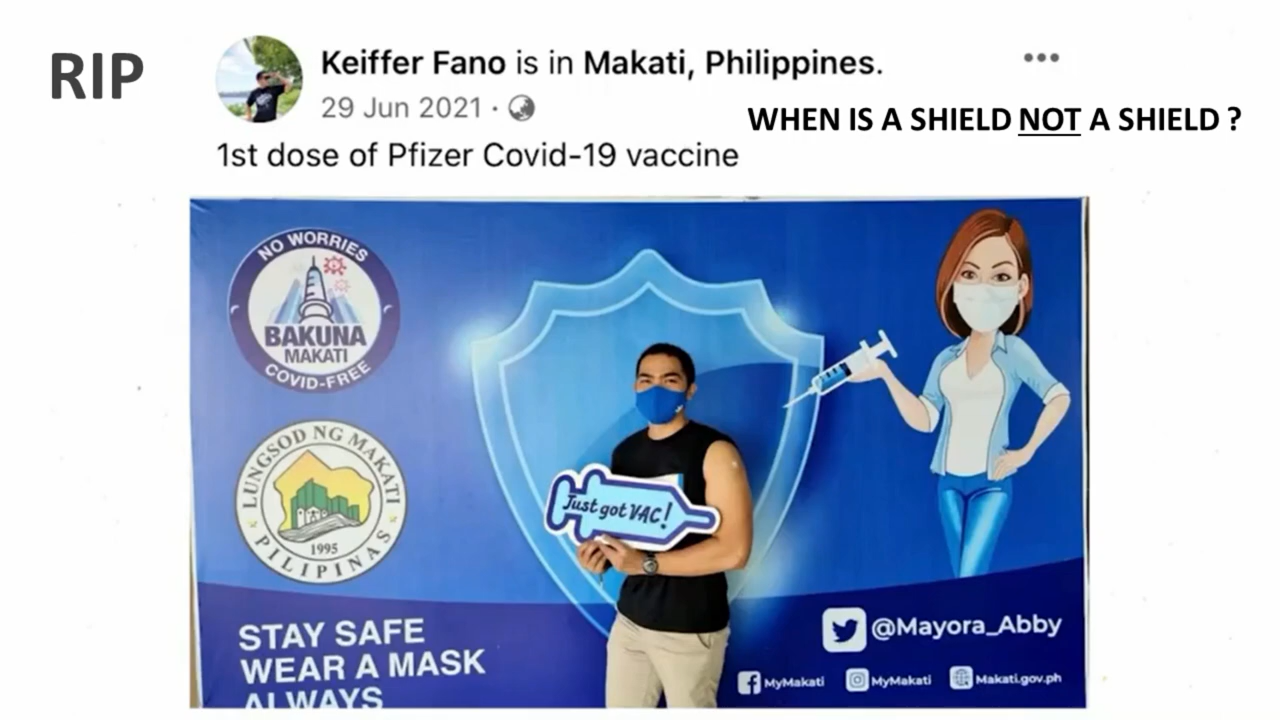 RIP
Keiffer Fano is in Makati, Philippines.
29 Jun 2021 ·
WHEN IS A SHIELD NOT A SHIELD ?
1st dose of Pfizer Covid-19 vaccine
NO WORRIES
BAKUNA
MAKATI
COVID-FREE
LUNGSOD NG MAKATI
1995
PILIPINAS
Just got VAC!
STAY SAFE
WEAR A MASK
ALWAYS
@Mayora_Abby
MyMakati
MyMakati
Makati.gov.ph